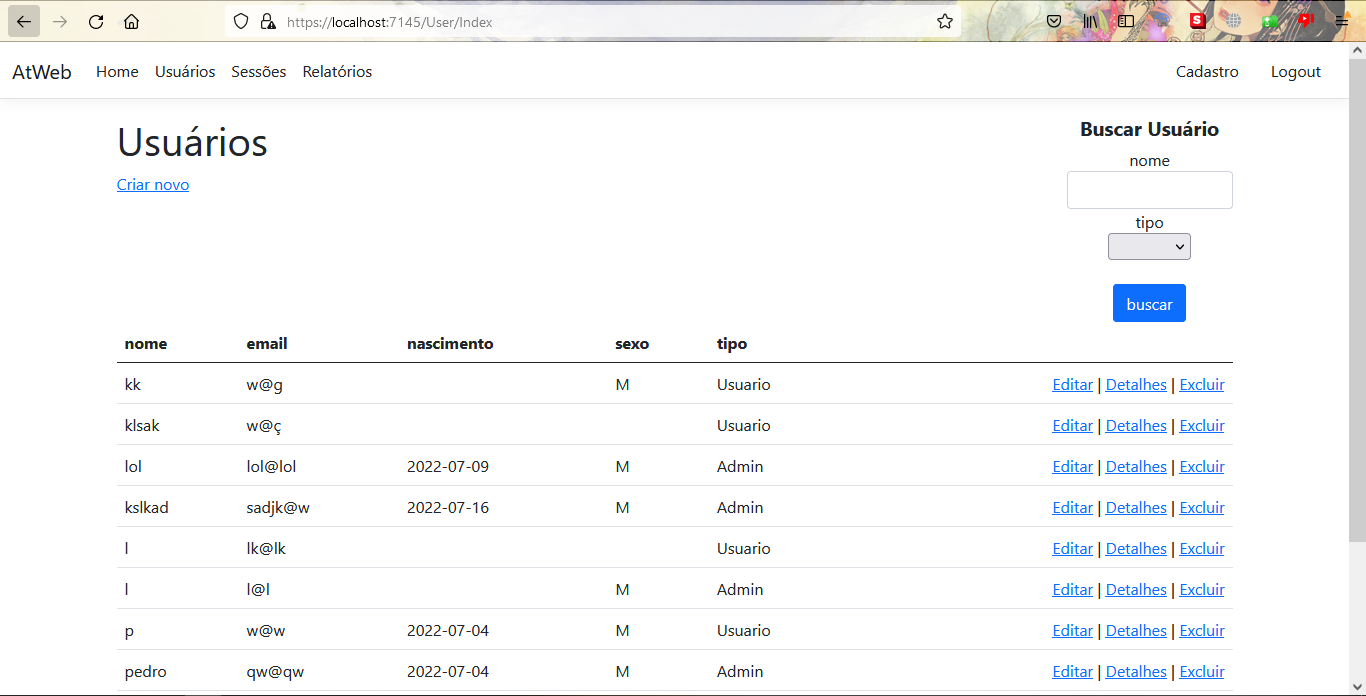 https://localhost:7145/User/Index
AtWeb Home Usuários Sessões Relatórios Cadastro Logout
Usuários
Criar novo
Buscar Usuário
nome
tipo
buscar
nome email nascimento sexo tipo
kk w@g M Usuario Editar | Detalhes | Excluir
klsak w@ç Usuario Editar | Detalhes | Excluir
lol lol@lol 2022-07-09 M Admin Editar | Detalhes | Excluir
kslkad sadjk@w 2022-07-16 M Admin Editar | Detalhes | Excluir
l lk@lk Usuario Editar | Detalhes | Excluir
l l@l M Admin Editar | Detalhes | Excluir
p w@w 2022-07-04 M Usuario Editar | Detalhes | Excluir
pedro qw@qw 2022-07-04 M Admin Editar | Detalhes | Excluir